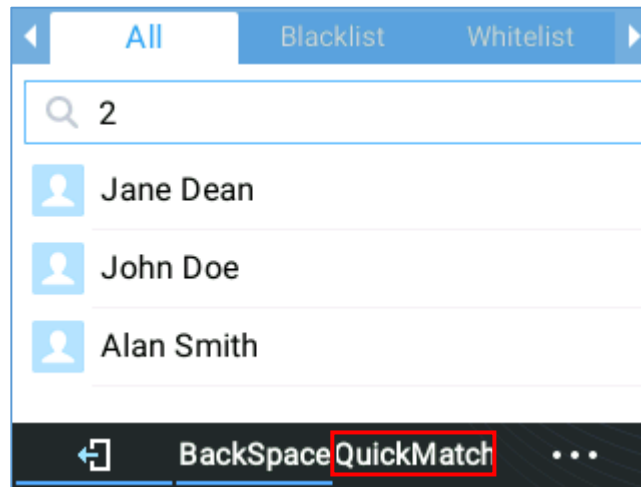 All Blacklist Whitelist
2
Jane Dean
John Doe
Alan Smith
BackSpace QuickMatch ...